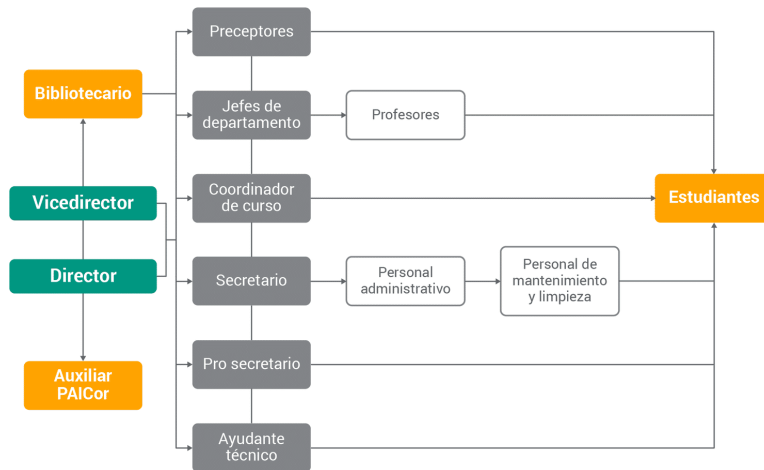 Preceptores
Bibliotecario
Jefes de
departamento
Profesores
Vicedirector
Coordinador
de curso
Estudiantes
Director
Secretario
Personal
administrativo
Personal de
mantenimiento
y limpieza
Auxiliar
PAICor
Pro secretario
Ayudante
técnico